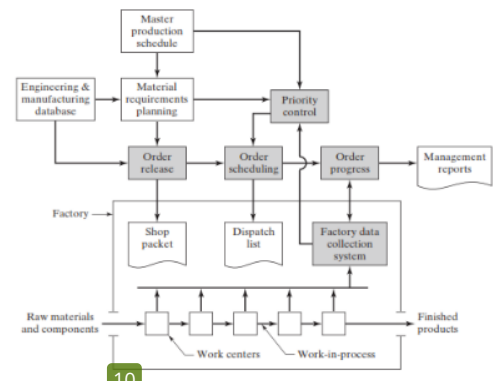 Master
production
schedule
Engineering &
manufacturing
database
Material
requirements
planning
Priority
control
Order
release
Order
scheduling
Order
progress
Management
reports
Factory
Shop
packet
Dispatch
list
Factory data
collection
system
Raw materials
and components
Finished
products
Work centers
Work-in-process
10